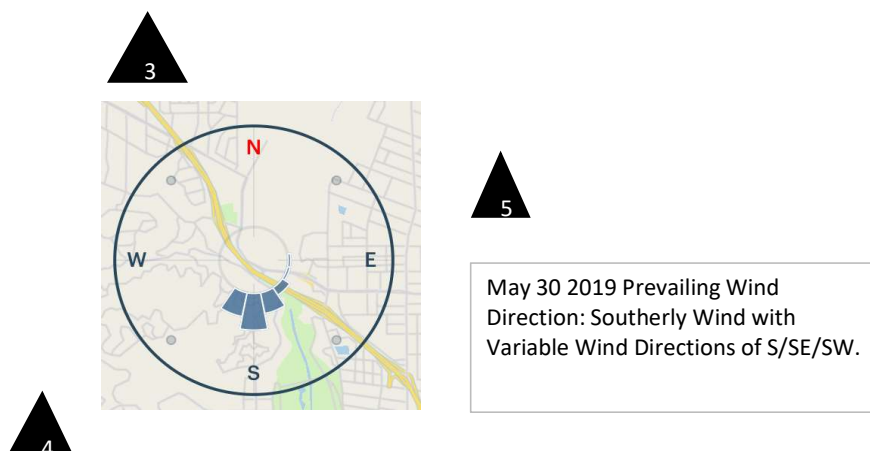 3
N
W
E
S
5
May 30 2019 Prevailing Wind
Direction: Southerly Wind with
Variable Wind Directions of S/SE/SW.
4